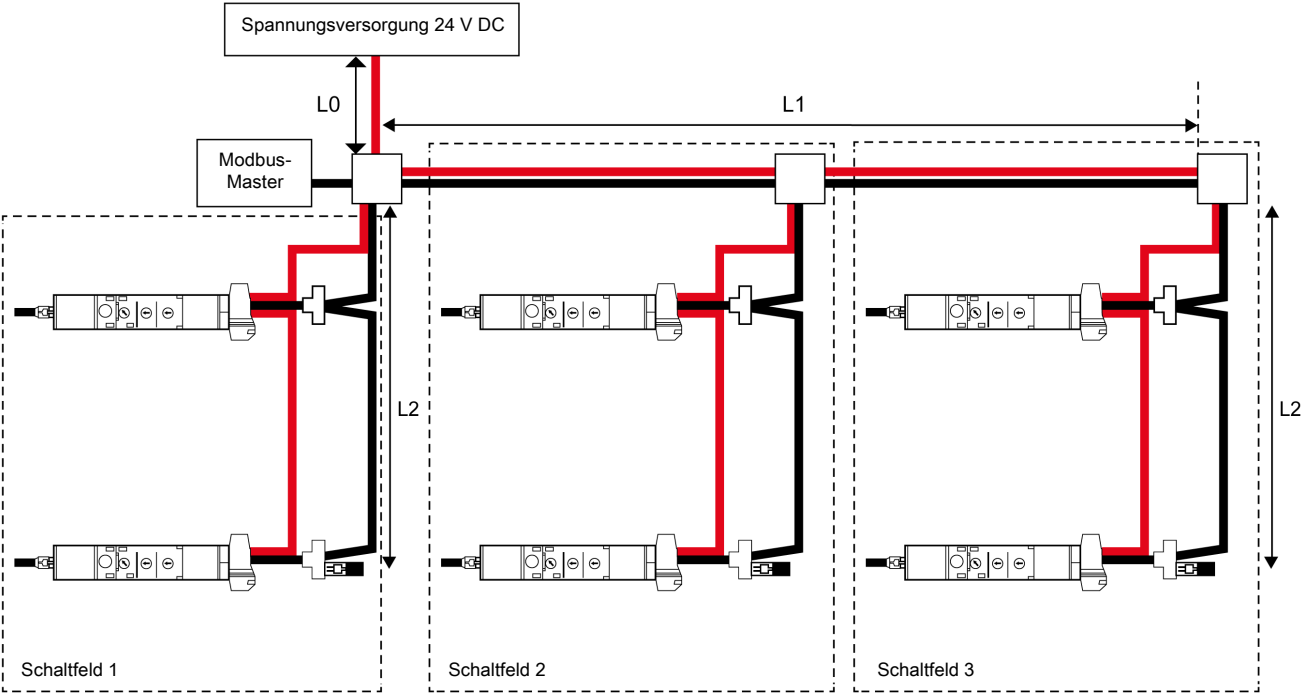 Spannungsversorgung 24 V DC
L0
L1
Modbus-
Master
L2
L2
Schaltfeld 1
Schaltfeld 2
Schaltfeld 3